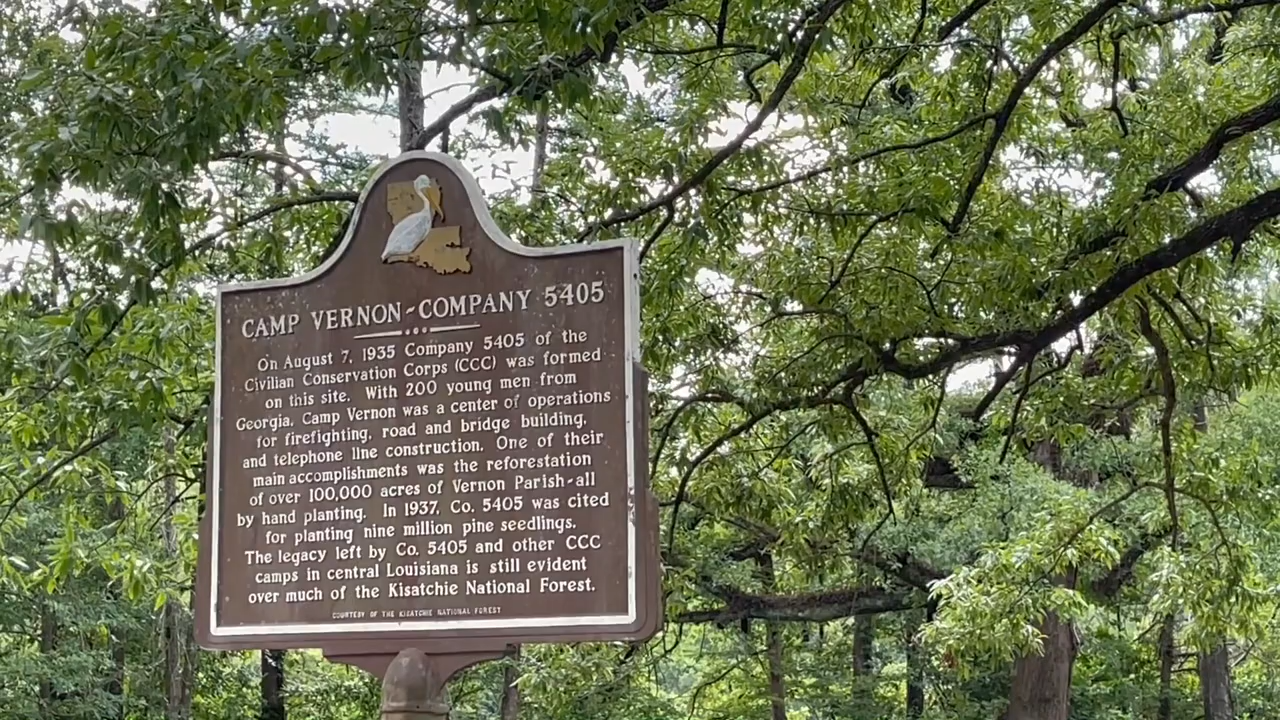 CAMP VERNON-COMPANY 5405
On August 7, 1935 Company 5405 of the
Civilian Conservation Corps (CCC) was formed
on this site. With 200 young men from
Georgia, Camp Vernon was a center of operations
for firefighting, road and bridge building,
and telephone line construction. One of their
main accomplishments was the reforestation
of over 100,000 acres of Vernon Parish-all
by hand planting. In 1937, Co. 5405 was cited
for planting nine million pine seedlings.
The legacy left by Co. 5405 and other CCC
camps in central Louisiana is still evident
over much of the Kisatchie National Forest.
COURTESY OF THE KISATCHIE NATIONAL FOREST